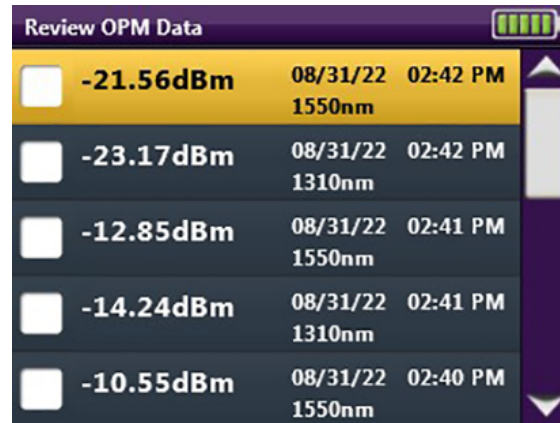 Review OPM Data
-21.56dBm 08/31/22 02:42 PM
1550nm
-23.17dBm 08/31/22 02:42 PM
1310nm
-12.85dBm 08/31/22 02:41 PM
1550nm
-14.24dBm 08/31/22 02:41 PM
1310nm
-10.55dBm 08/31/22 02:40 PM
1550nm